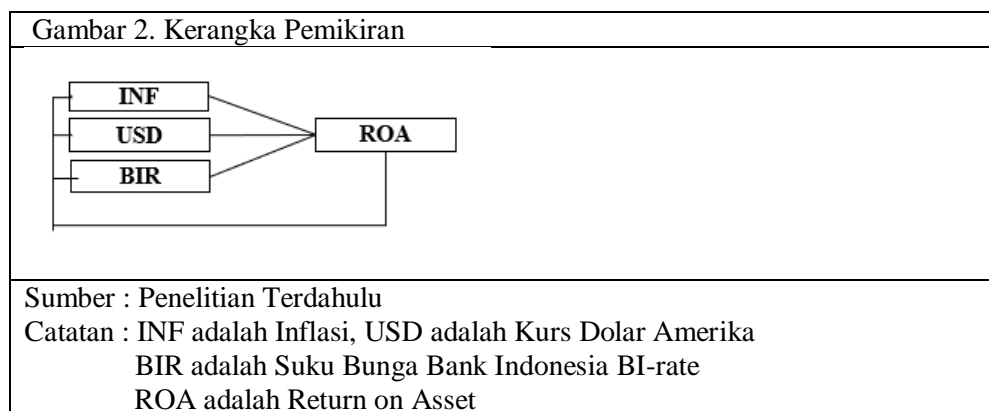 Gambar 2. Kerangka Pemikiran
INF
USD
ROA
BIR
Sumber : Penelitian Terdahulu
Catatan : INF adalah Inflasi, USD adalah Kurs Dolar Amerika
BIR adalah Suku Bunga Bank Indonesia BI-rate
ROA adalah Return on Asset